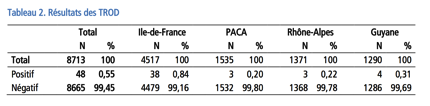 Tableau 2. Résultats des TROD
Total Ile-de-France PACA Rhône-Alpes Guyane
N % N % N % N % N %
Total 8713 100 4517 100 1535 100 1371 100 1290 100
Positif 48 0,55 38 0,84 3 0,20 3 0,22 4 0,31
Négatif 8665 99,45 4479 99,16 1532 99,80 1368 99,78 1286 99,69